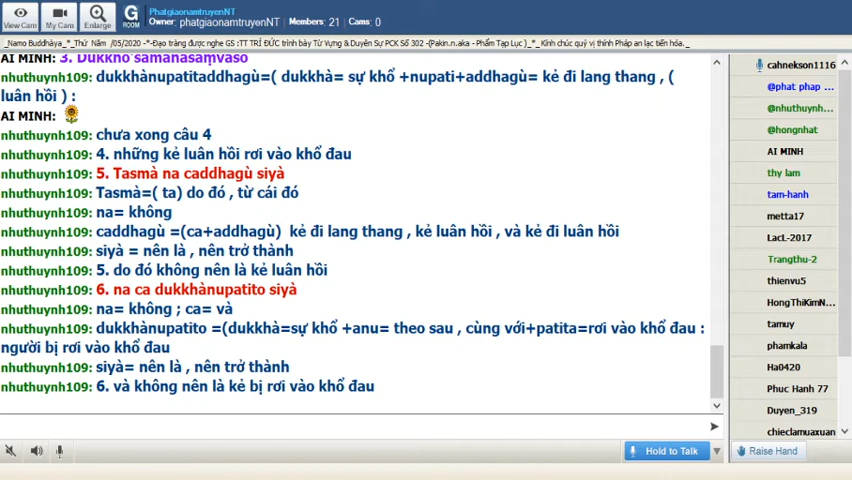 View Cam
My Cam
Enlarge
G
ROOM
PhatgiaonamtruyenNT
Owner: phatgiaonamtruyenNT Members: 21 Cams: 0
_Namo Buddhàya_*_Thứ Năm /05/2020 -*-Đạo tràng được nghe GS :TT TRÍ ĐỨC trình bày Từ Vựng & Duyên Sự PCK Số 302 -(Pakin.n.aka - Phẩm Tạp Lục )_* Kính chúc quý vị thính Pháp an lạc tiến hóa._
AI MINH: 3. Dukkho samànasaṃvaso
nhuthuynh109: dukkhànupatitaddhagù=( dukkhà= sự khổ +nupati+addhagù= kẻ đi lang thang , (
luân hồi ) :
AI MINH:
nhuthuynh109: chưa xong câu 4
nhuthuynh109: 4. những kẻ luân hồi rơi vào khổ đau
nhuthuynh109: 5. Tasmà na caddhagù siyà
nhuthuynh109: Tasmà=( ta) do đó , từ cái đó
nhuthuynh109: na= không
nhuthuynh109: caddhagù =(ca+addhagù) kẻ đi lang thang , kẻ luân hồi , và kẻ đi luân hồi
nhuthuynh109: siyà = nên là , nên trở thành
nhuthuynh109: 5. do đó không nên là kẻ luân hồi
nhuthuynh109: 6. na ca dukkhànupatito siyà
nhuthuynh109: na= không ; ca= và
nhuthuynh109: dukkhànupatito =(dukkhà=sự khổ +anu= theo sau , cùng với+patita=rơi vào khổ đau :
người bị rơi vào khổ đau
nhuthuynh109: siyà= nên là , nên trở thành
nhuthuynh109: 6. và không nên là kẻ bị rơi vào khổ đau
Hold to Talk
cahnekson1116
@phat phap ...
@nhuthuynh...
@hongnhat
AI MINH
thy lam
tam-hanh
metta17
LacL-2017
Trangthu-2
thienvu5
HongThiKimN...
tamuy
phamkala
Ha0420
Phuc Hanh 77
Duyen_319
chieclamuaxuan
Raise Hand